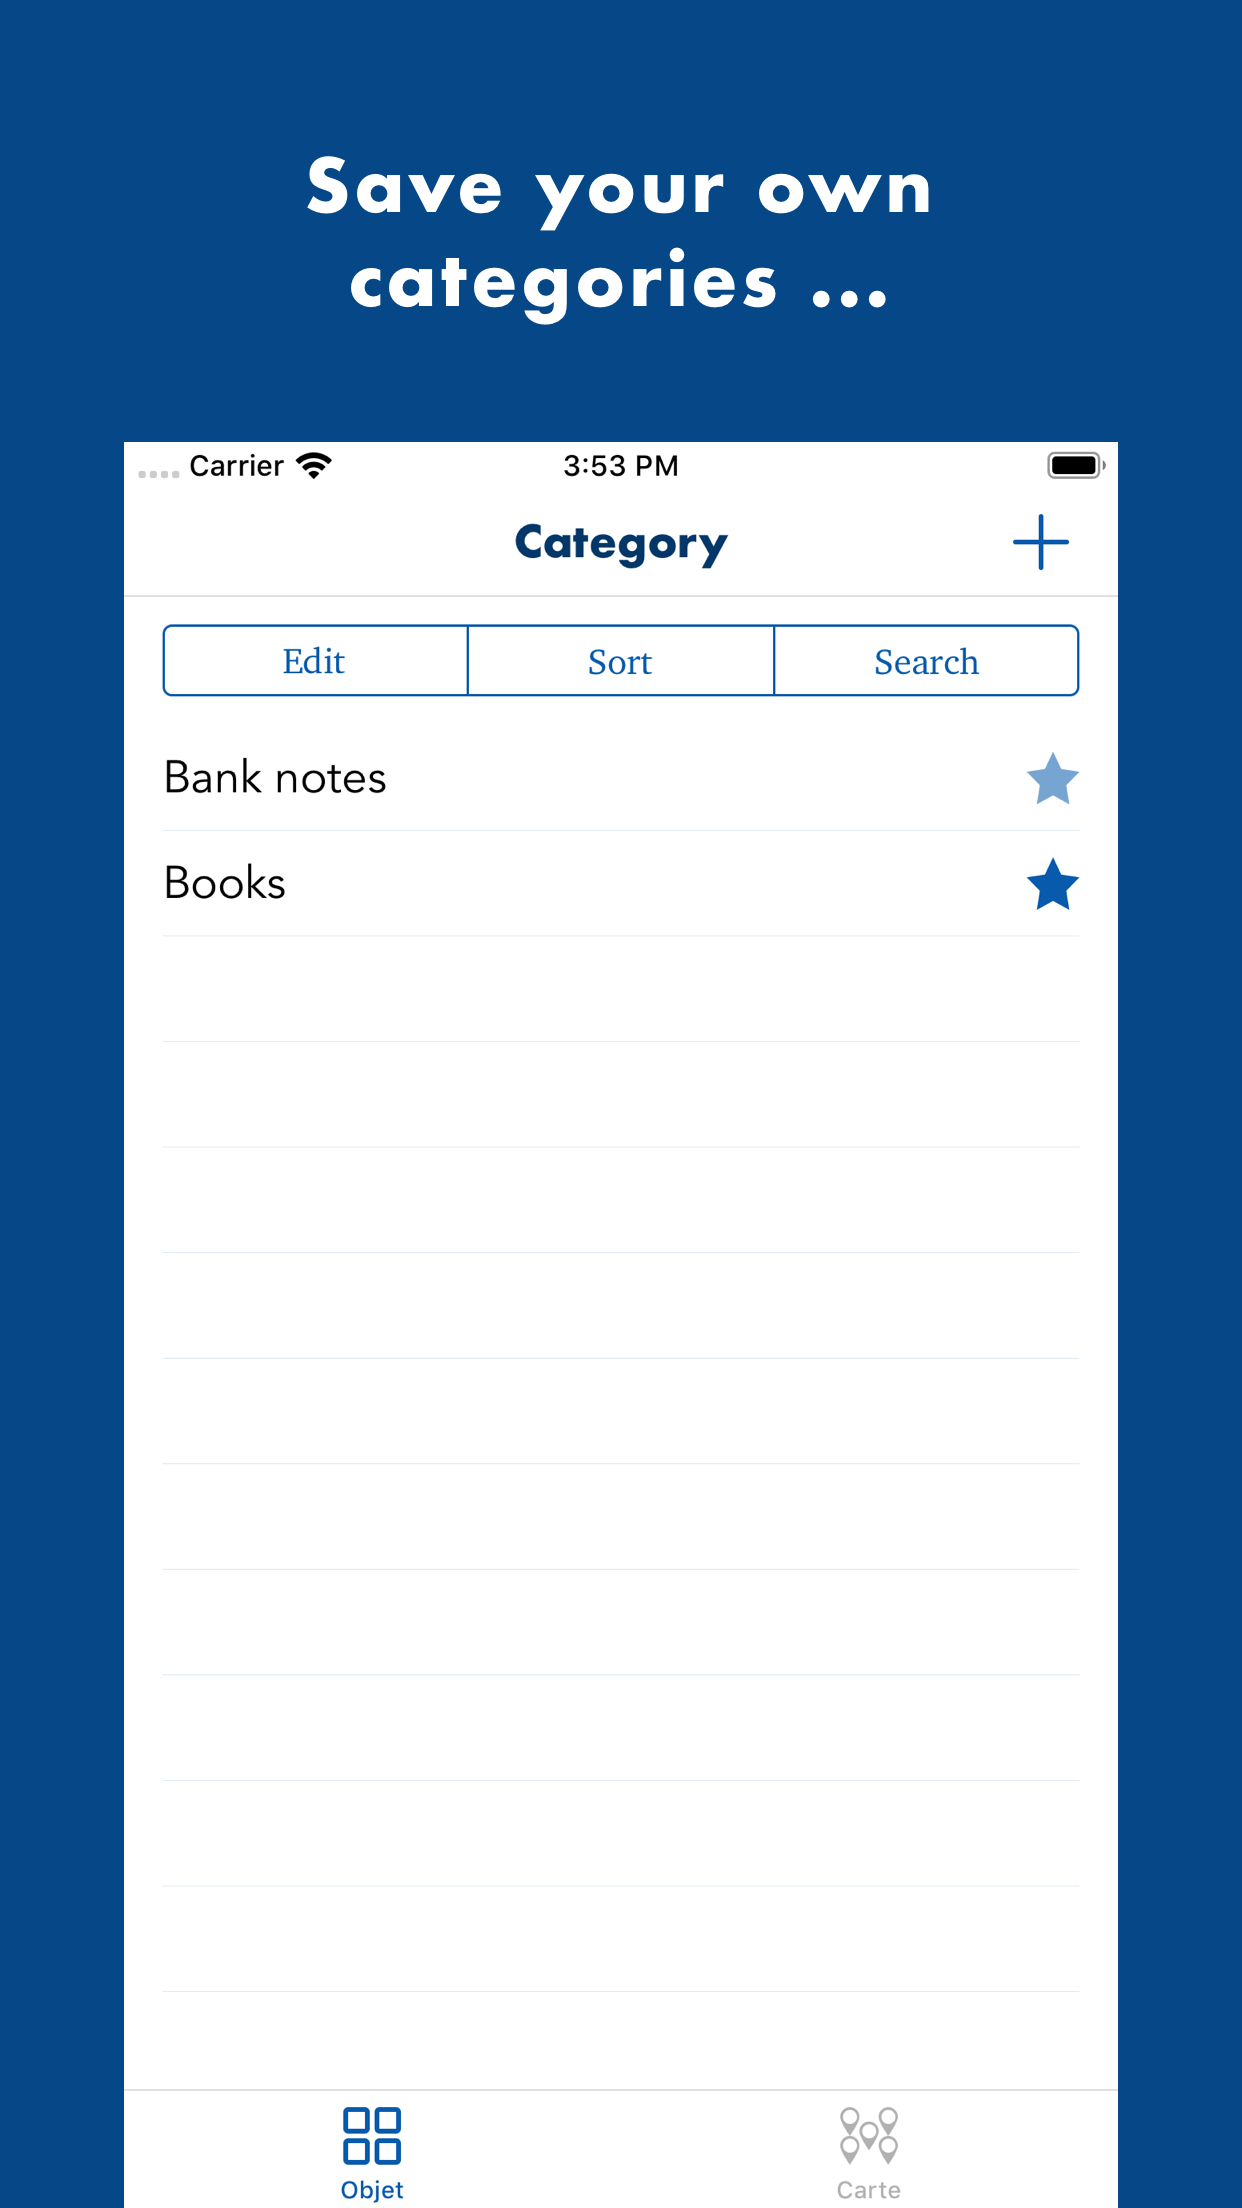 Save your own
categories ...
Carrier 3:53 PM
Category
Edit Sort Search
Bank notes
Books
Objet Carte